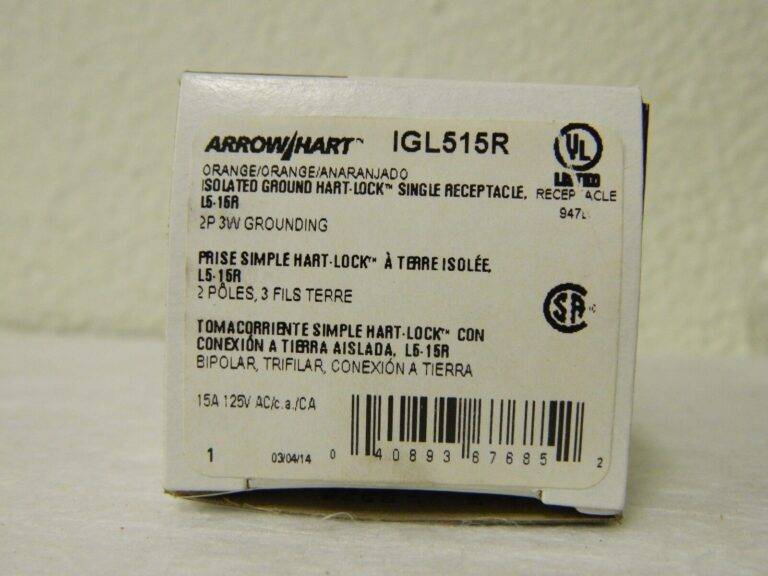 ARROW/HART™ IGL515R
UL
ORANGE/ORANGE/ANARANJADO
ISOLATED GROUND HART-LOCK™ SINGLE RECEPTACLE,
L5-15R
2P 3W GROUNDING
LISTED
RECEPTACLE
PRISE SIMPLE HART-LOCK™ À TERRE ISOLÉE,
L5-15R
2 PÔLES, 3 FILS TERRE
SA
TOMACORRIENTE SIMPLE HART-LOCK™ CON
CONEXIÓN A TIERRA AISLADA, L5-15R
BIPOLAR, TRIFILAR, CONEXIÓN A TIERRA
15A 125V AC/c.a./CA
1 03/04/14 0 40893 67685 2